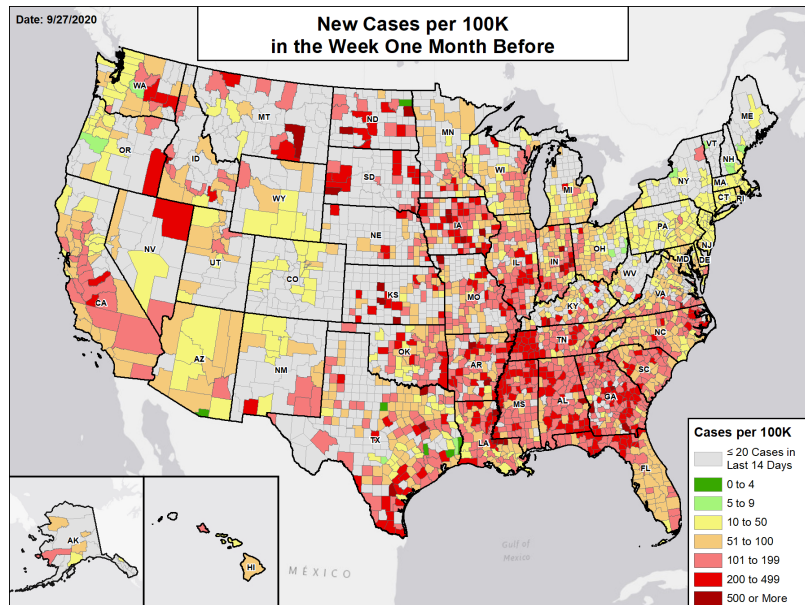 Date: 9/27/2020
New Cases per 100K
in the Week One Month Before
WA
MT
ND
MN
ME
VT
NH
OR
ID
SD
WI
MI
NY
MA
CT
RI
WY
IA
PA
NJ
NE
OH
MD
DE
NV
UT
CO
IL
IN
WV
VA
CA
KS
MO
KY
NC
TN
AZ
NM
OK
AR
SC
MS
AL
GA
TX
LA
FL
AK
HI
MÉXICO
Gulf of
Mexico
Cases per 100K
≤ 20 Cases in
Last 14 Days
0 to 4
5 to 9
10 to 50
51 to 100
101 to 199
200 to 499
500 or More